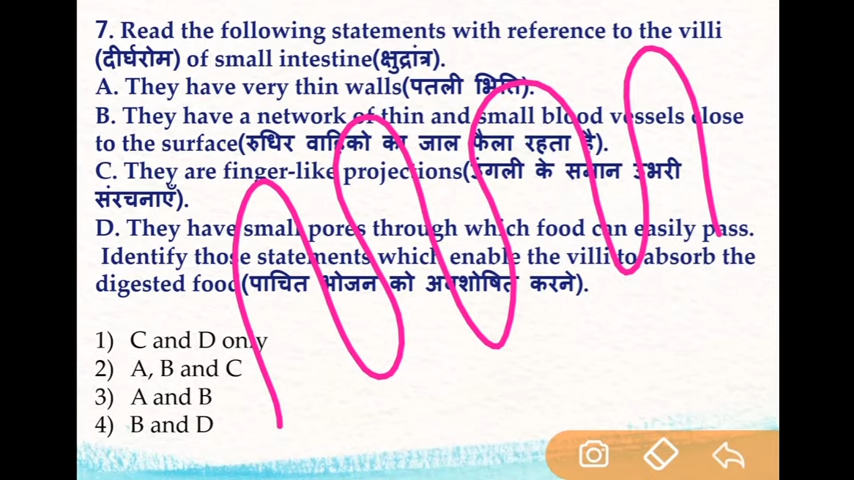 7. Read the following statements with reference to the villi
(दीर्घरोम) of small intestine(क्षुद्रांत्र).
A. They have very thin walls(पतली भिति).
B. They have a network of thin and small blood vessels close
to the surface(रुधिर वाहिको का जाल फैला रहता है).
C. They are finger-like projections(उंगली के समान उभरी
संरचनाएँ).
D. They have small pores through which food can easily pass.
Identify those statements which enable the villi to absorb the
digested food(पाचित भोजन को अवशोषित करने).
1) C and D only
2) A, B and C
3) A and B
4) B and D